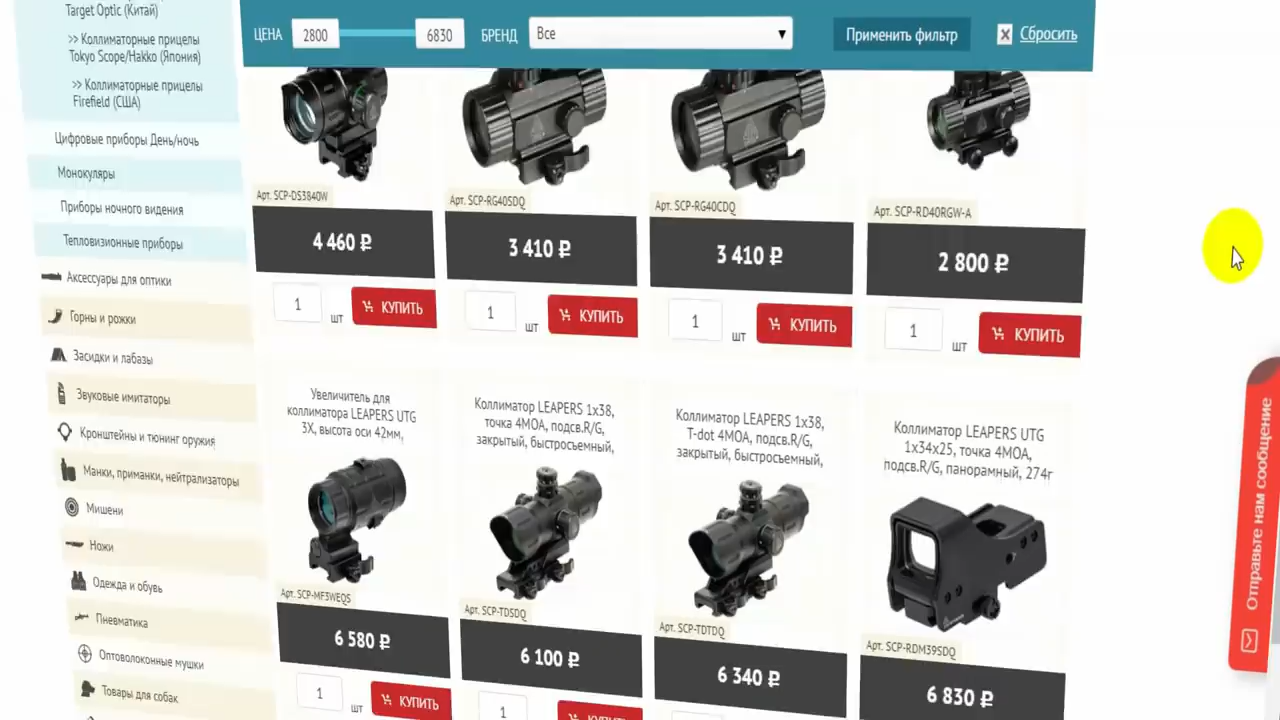 Target Optic (Китай)
>> Коллиматорные прицелы
Tokyo Scope/Hakko (Япония)
>> Коллиматорные прицелы
Firefield (США)
Цифровые приборы День/ночь
Монокуляры
Приборы ночного видения
Тепловизионные приборы
Аксессуары для оптики
Горны и рожки
Засидки и лабазы
Звуковые имитаторы
Кронштейны и тюнинг оружия
Манки, приманки, нейтрализаторы
Мишени
Ножи
Одежда и обувь
Пневматика
Оптоволоконные мушки
Товары для собак
ЦЕНА 2800 6830 БРЕНД Все Применить фильтр Сбросить
Арт. SCP-DS3840W
Арт. SCP-RG40SDQ
Арт. SCP-RG40CDQ
Арт. SCP-RD40RGW-A
4 460 ₽
3 410 ₽
3 410 ₽
2 800 ₽
1 шт КУПИТЬ
1 шт КУПИТЬ
1 шт КУПИТЬ
1 шт КУПИТЬ
Увеличитель для
коллиматора LEAPERS UTG
3X, высота оси 42мм,
Коллиматор LEAPERS 1x38,
точка 4МОА, подсв.R/G,
закрытый, быстросъемный,
Коллиматор LEAPERS 1x38,
T-dot 4МОА, подсв.R/G,
закрытый, быстросъемный,
Коллиматор LEAPERS UTG
1x34x25, точка 4МОА,
подсв.R/G, панорамный, 274г
Арт. SCP-MF3WEQS
Арт. SCP-TDSDQ
Арт. SCP-TDTDQ
Арт. SCP-RDM39SDQ
6 580 ₽
6 100 ₽
6 340 ₽
6 830 ₽
1 шт КУПИТЬ
1 КУПИТЬ
Отправьте нам сообщение